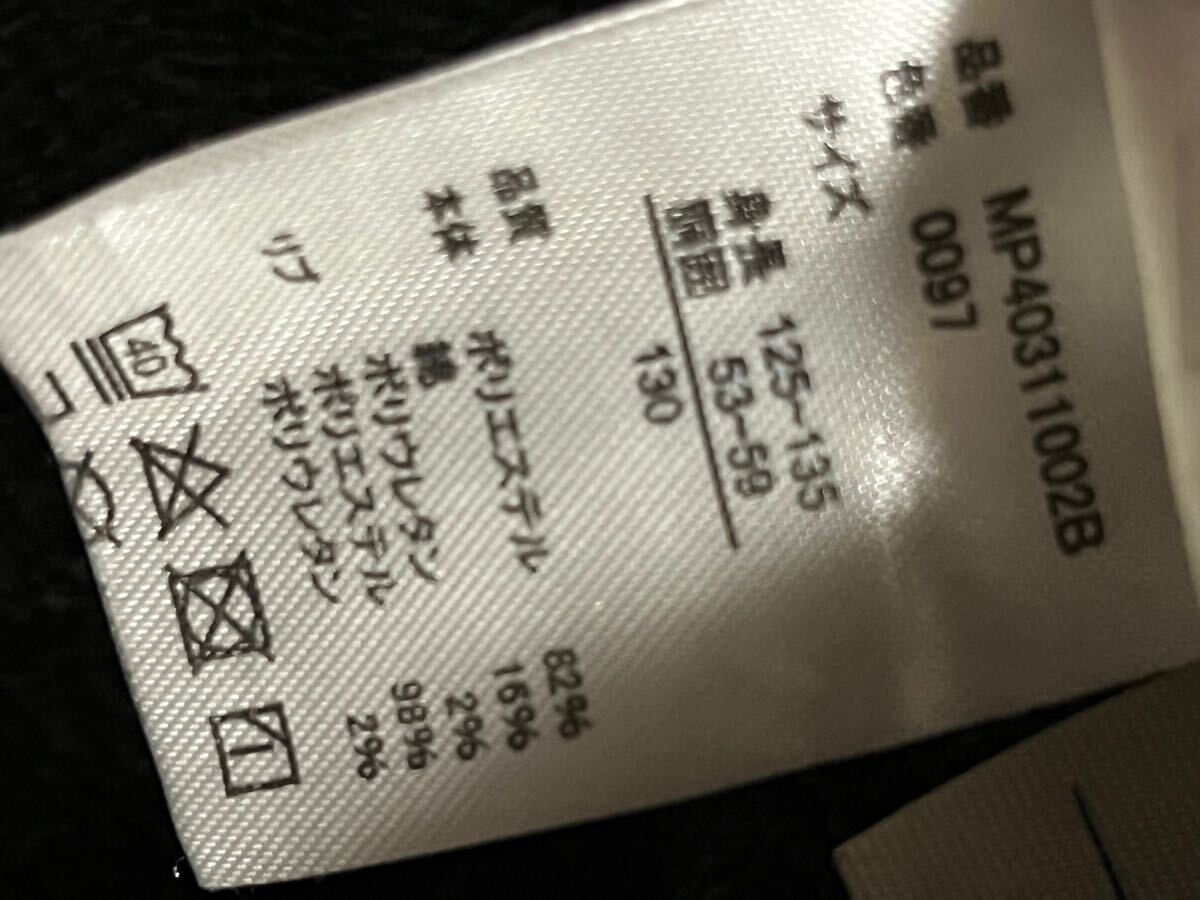 品番 MP40311002B
色番 0097
サイズ
身長 125~135
胴囲 53~59
130
品質
本体 ポリエステル 82%
綿 16%
ポリウレタン 2%
リブ ポリエステル 98%
ポリウレタン 2%
40